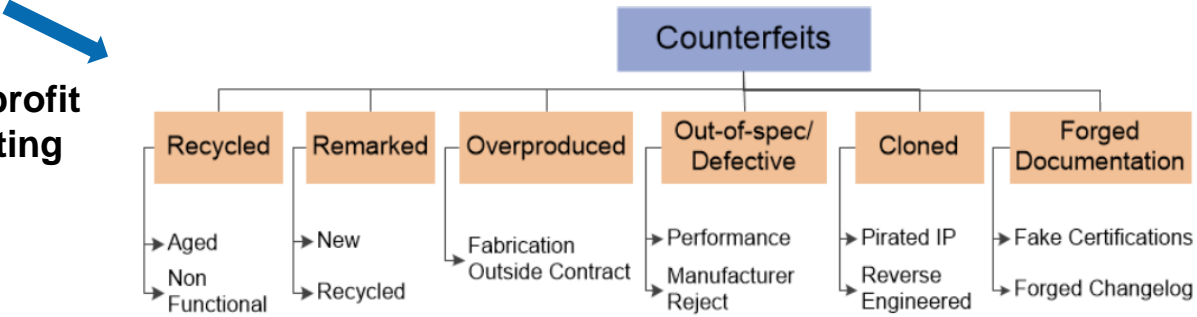 Counterfeits
profit
ting
Recycled
Remarked
Overproduced
Out-of-spec/
Defective
Cloned
Forged
Documentation
Aged
Non
Functional
New
Recycled
Fabrication
Outside Contract
Performance
Manufacturer
Reject
Pirated IP
Reverse
Engineered
Fake Certifications
Forged Changelog